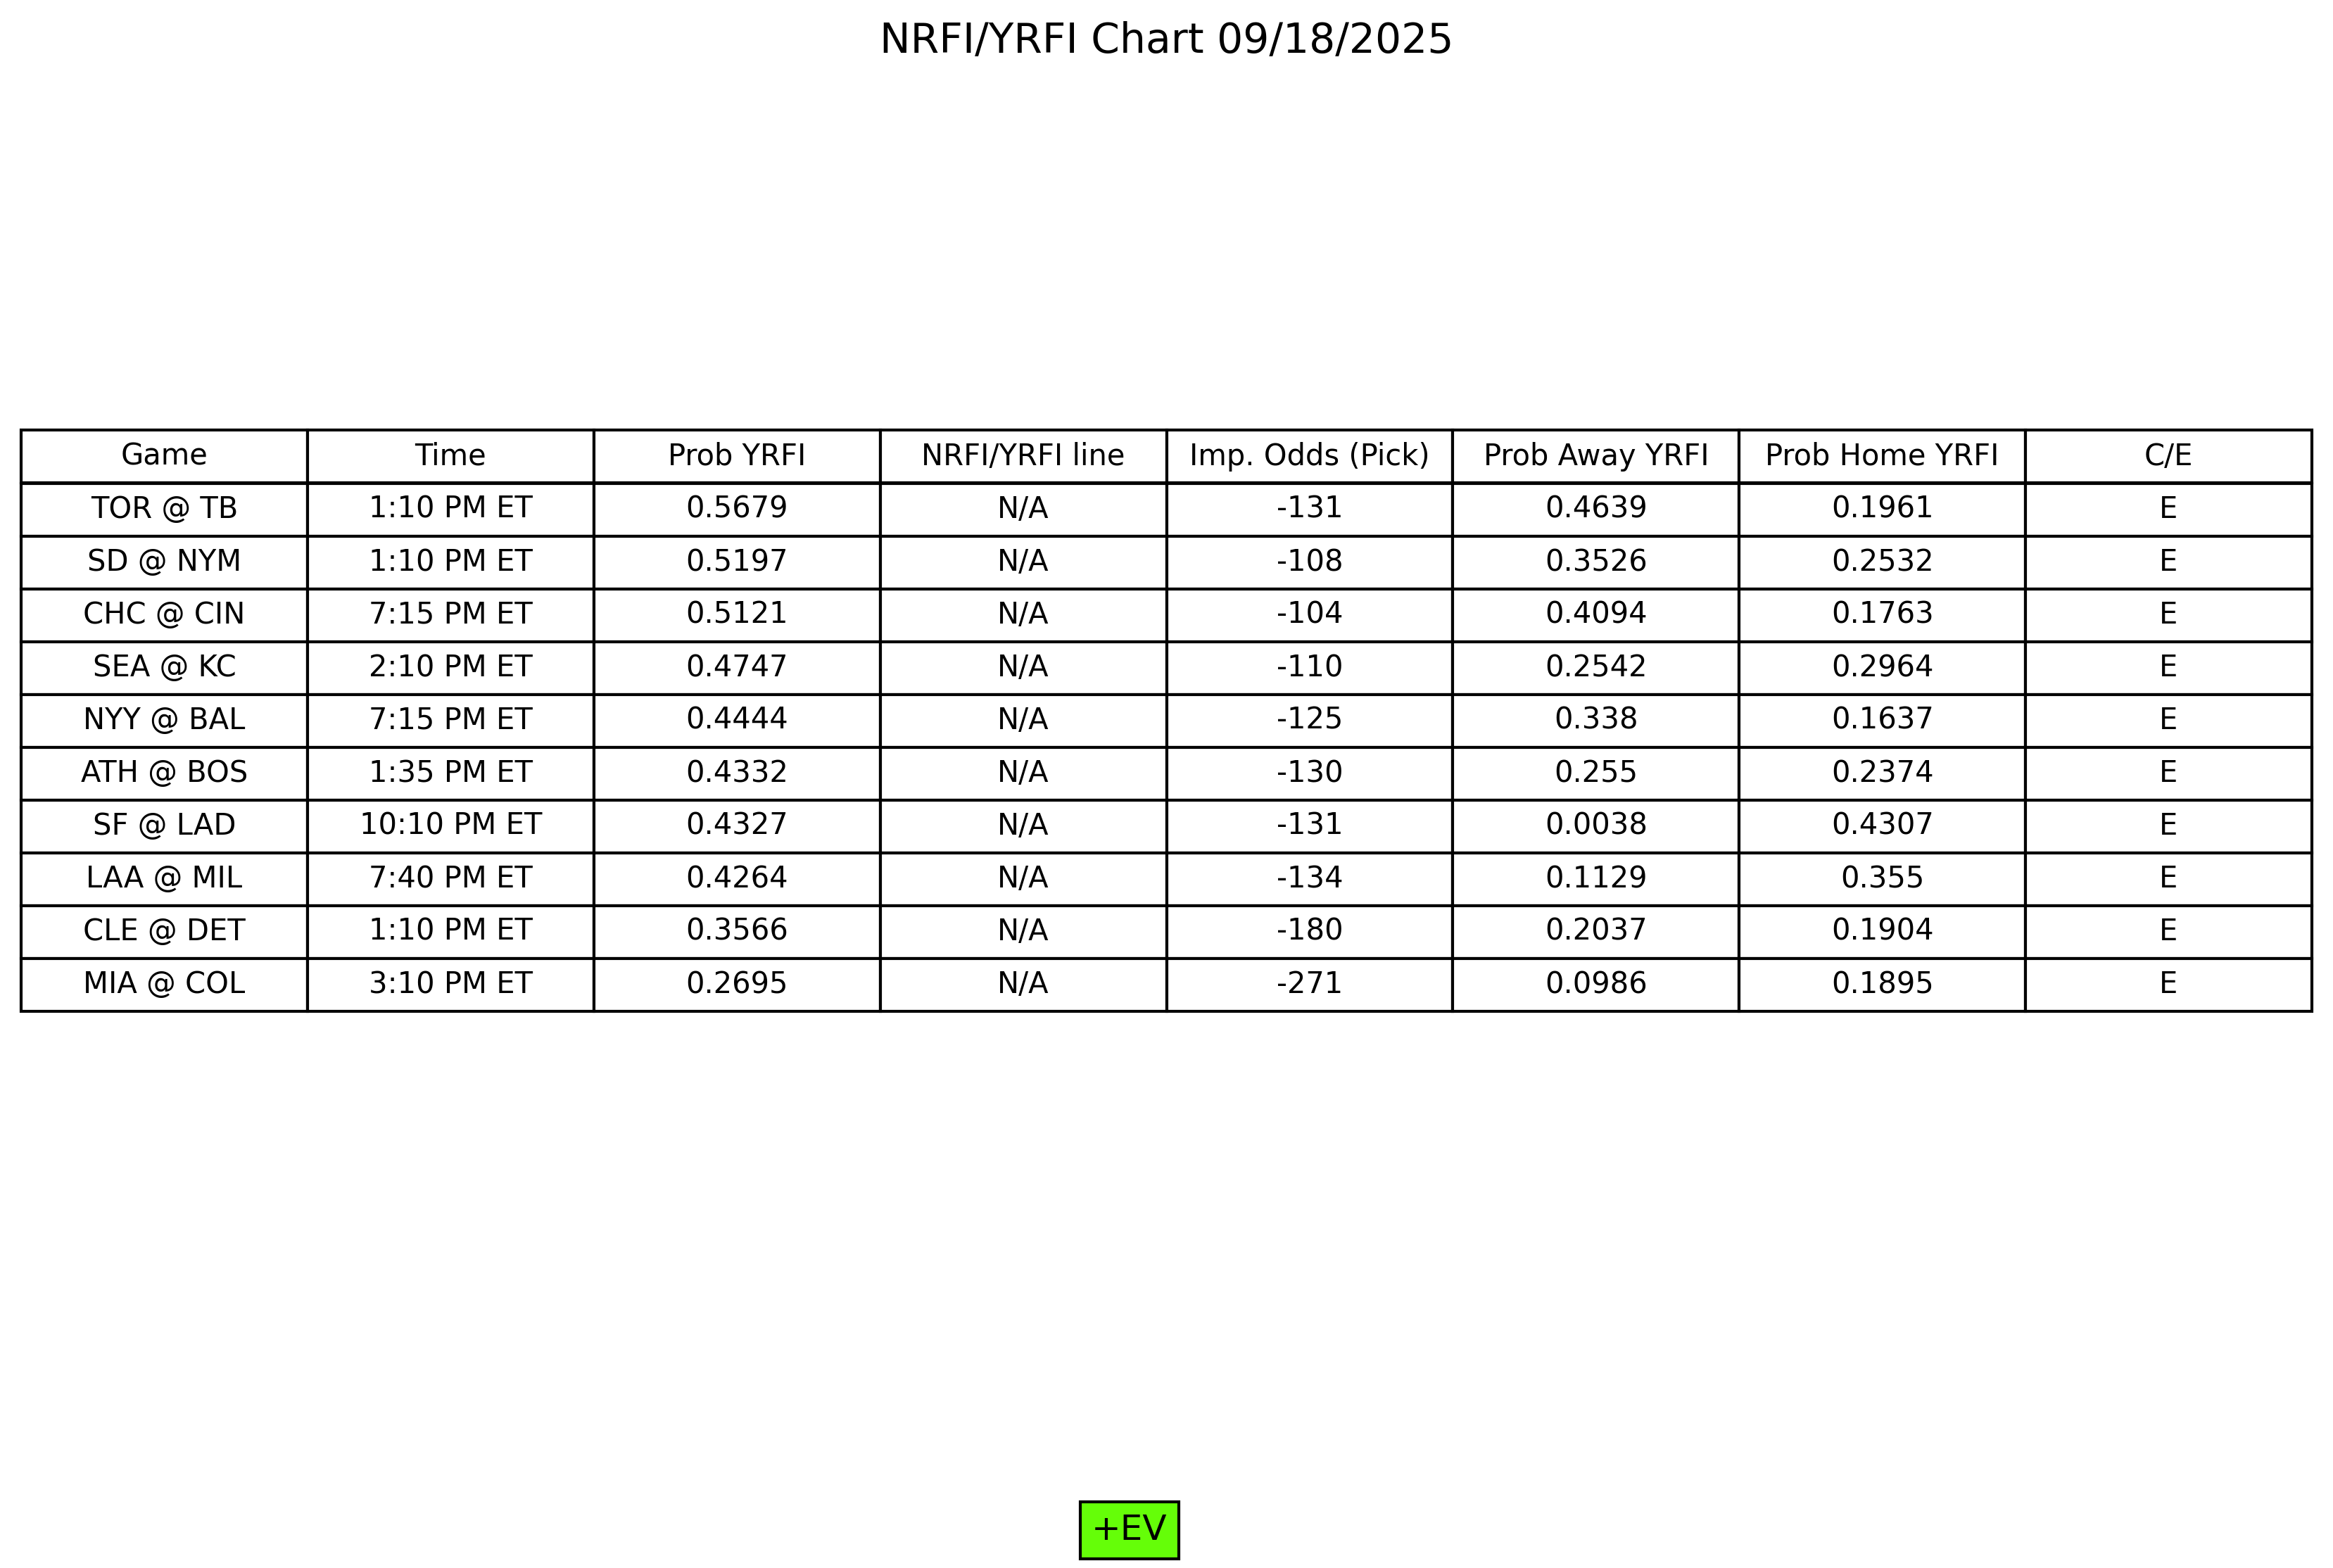 NRFI/YRFI Chart 09/18/2025
Game Time Prob YRFI NRFI/YRFI line Imp. Odds (Pick) Prob Away YRFI Prob Home YRFI C/E
TOR @ TB 1:10 PM ET 0.5679 N/A -131 0.4639 0.1961 E
SD @ NYM 1:10 PM ET 0.5197 N/A -108 0.3526 0.2532 E
CHC @ CIN 7:15 PM ET 0.5121 N/A -104 0.4094 0.1763 E
SEA @ KC 2:10 PM ET 0.4747 N/A -110 0.2542 0.2964 E
NYY @ BAL 7:15 PM ET 0.4444 N/A -125 0.338 0.1637 E
ATH @ BOS 1:35 PM ET 0.4332 N/A -130 0.255 0.2374 E
SF @ LAD 10:10 PM ET 0.4327 N/A -131 0.0038 0.4307 E
LAA @ MIL 7:40 PM ET 0.4264 N/A -134 0.1129 0.355 E
CLE @ DET 1:10 PM ET 0.3566 N/A -180 0.2037 0.1904 E
MIA @ COL 3:10 PM ET 0.2695 N/A -271 0.0986 0.1895 E
+EV